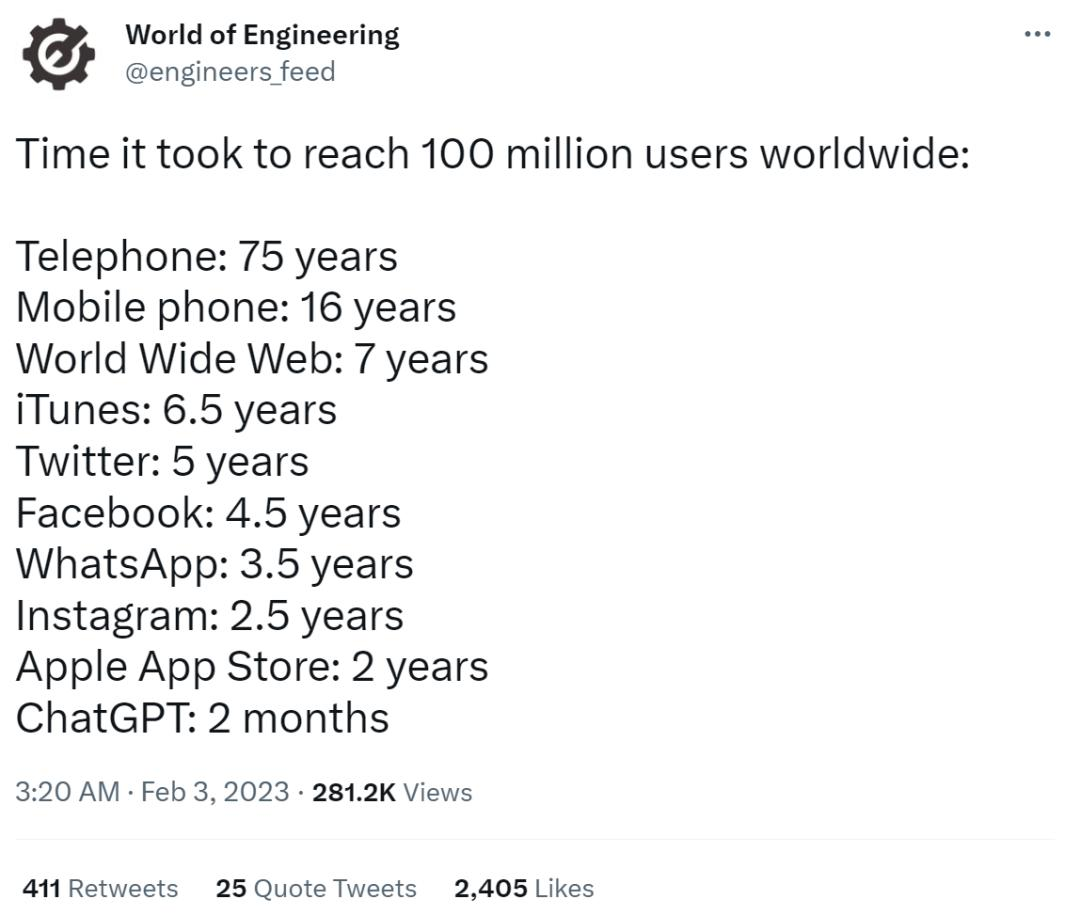 World of Engineering
@engineers_feed
Time it took to reach 100 million users worldwide:
Telephone: 75 years
Mobile phone: 16 years
World Wide Web: 7 years
iTunes: 6.5 years
Twitter: 5 years
Facebook: 4.5 years
WhatsApp: 3.5 years
Instagram: 2.5 years
Apple App Store: 2 years
ChatGPT: 2 months
3:20 AM · Feb 3, 2023 · 281.2K Views
411 Retweets 25 Quote Tweets 2,405 Likes